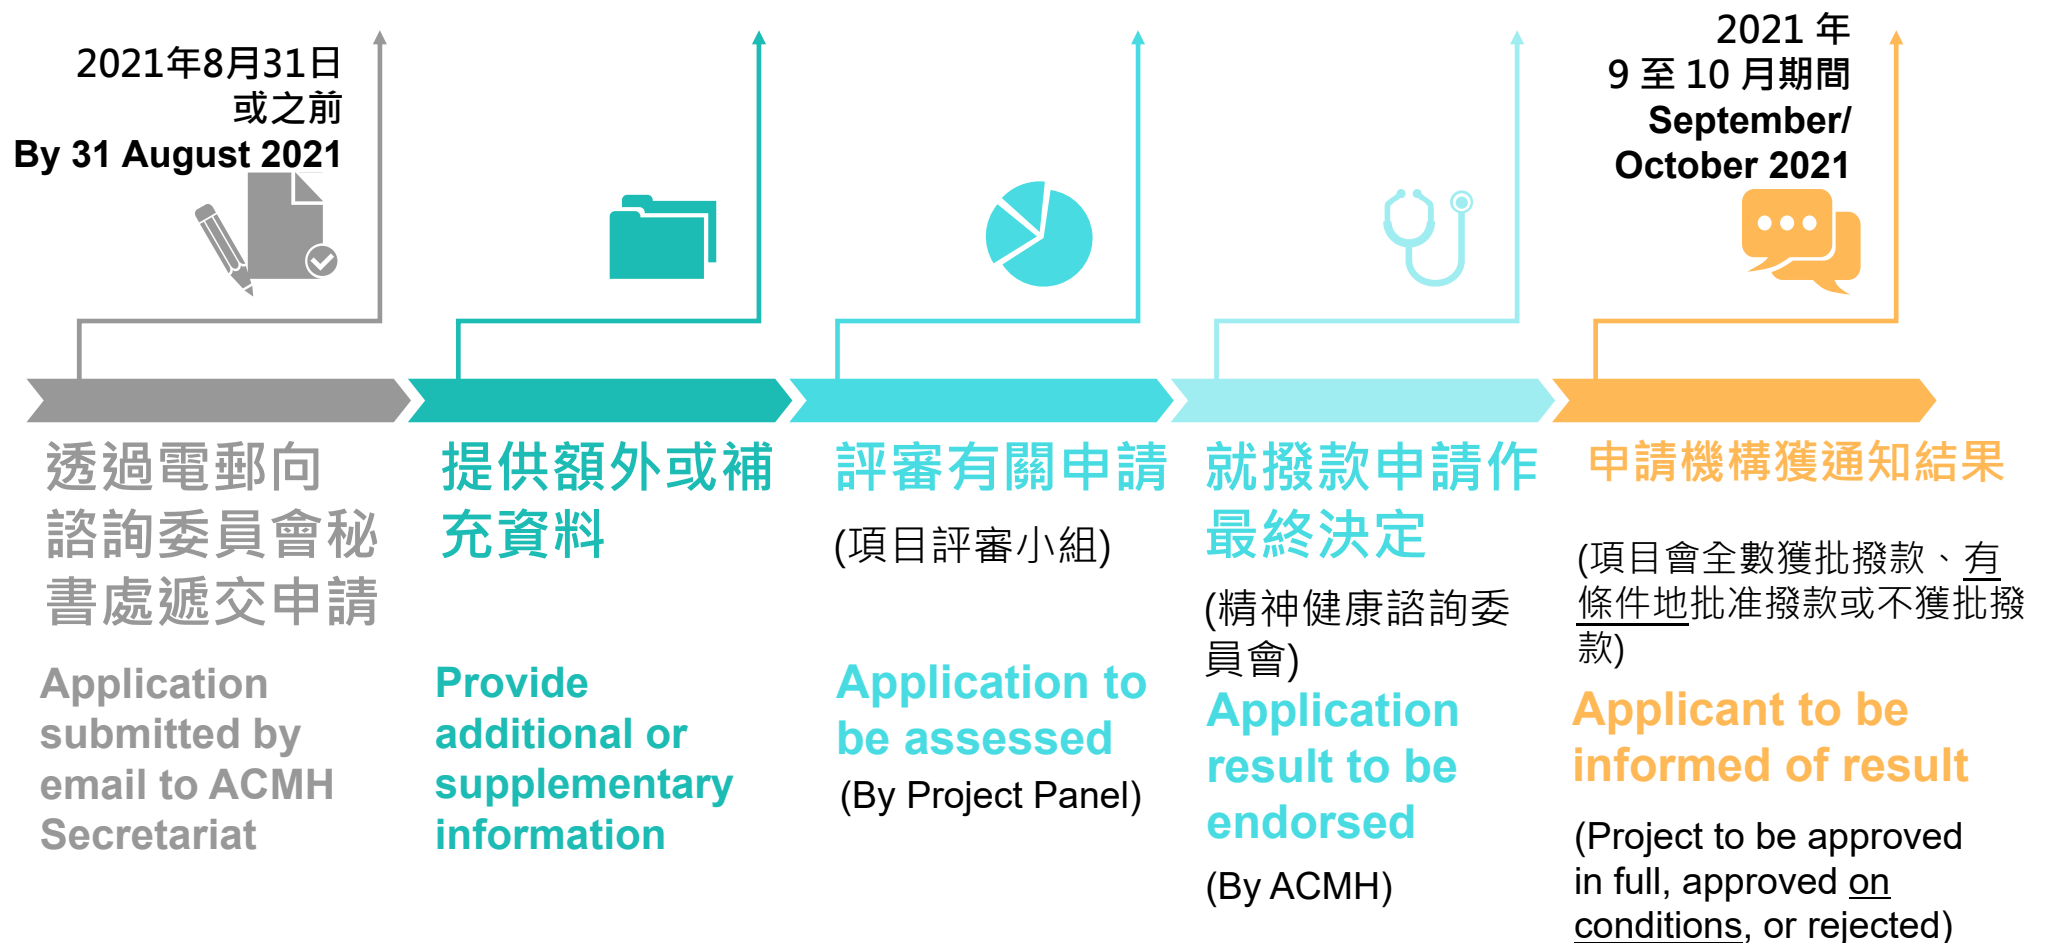 2021年8月31日
或之前
By 31 August 2021
透過電郵向
諮詢委員會秘
書處遞交申請
Application
submitted by
email to ACMH
Secretariat
提供額外或補
充資料
Provide
additional or
supplementary
information
評審有關申請
(項目評審小組)
Application to
be assessed
(By Project Panel)
就撥款申請作
最終決定
(精神健康諮詢委
員會)
Application
result to be
endorsed
(By ACMH)
2021 年
9 至 10 月期間
September/
October 2021
申請機構獲通知結果
(項目會全數獲批撥款、有
條件地批准撥款或不獲批撥
款)
Applicant to be
informed of result
(Project to be approved
in full, approved on
conditions, or rejected)